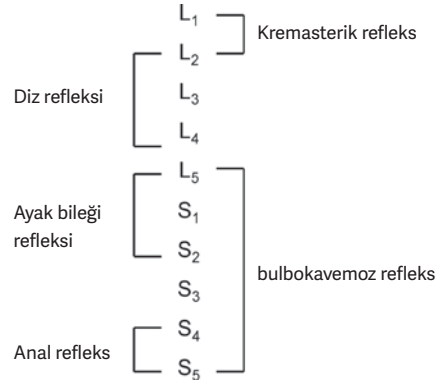 L₁
Kremasterik refleks
L₂
Diz refleksi
L₃
L₄
L₅
Ayak bileği
refleksi
S₁
S₂
bulbokavemoz refleks
S₃
S₄
Anal refleks
S₅